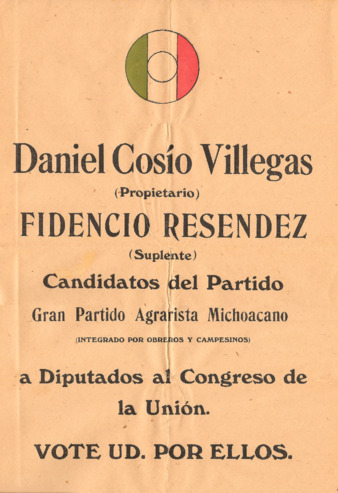 Daniel Cosío Villegas
(Propietario)
FIDENCIO RESENDEZ
(Suplente)
Candidatos del Partido
Gran Partido Agrarista Michoacano
(INTEGRADO POR OBREROS Y CAMPESINOS)
a Diputados al Congreso de
la Unión.
VOTE UD. POR ELLOS.